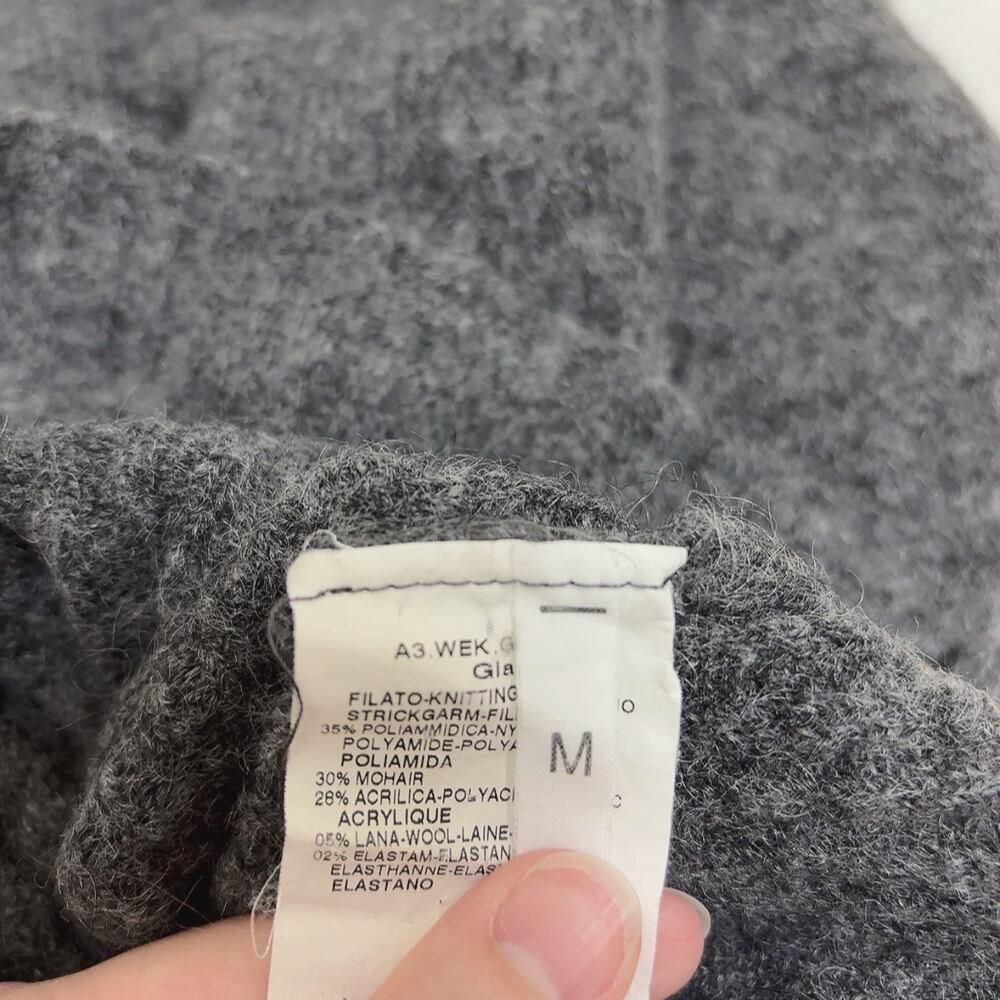 A3.WEK.G
Gia
FILATO-KNITTING
STRICKGARM-FIL
35% POLIAMMIDICA-NY
POLYAMIDE-POLYA
POLIAMIDA
30% MOHAIR
28% ACRILICA-POLYAC
ACRYLIQUE
05% LANA-WOOL-LAINE-
02% ELASTAM-ELASTAN
ELASTHANNE-ELAS
ELASTANO
M